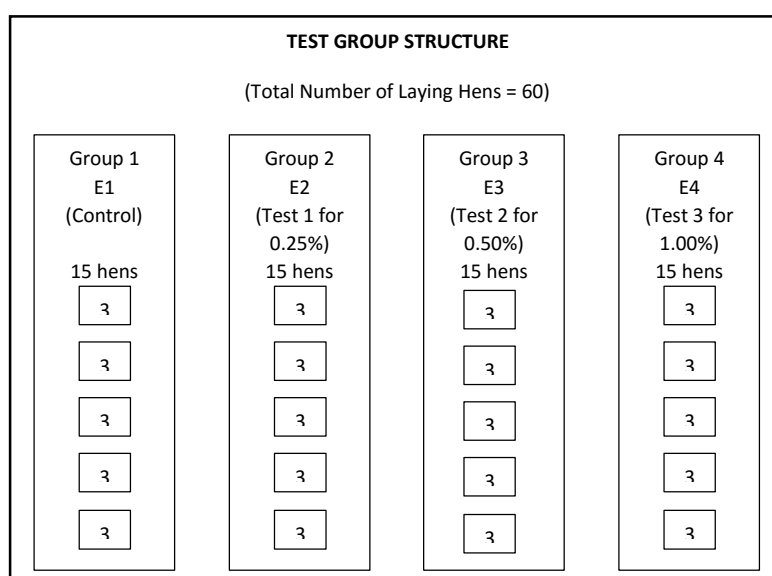 TEST GROUP STRUCTURE
(Total Number of Laying Hens = 60)
Group 1
E1
(Control)
15 hens
3
3
3
3
3
Group 2
E2
(Test 1 for
0.25%)
15 hens
3
3
3
3
3
Group 3
E3
(Test 2 for
0.50%)
15 hens
3
3
3
3
3
Group 4
E4
(Test 3 for
1.00%)
15 hens
3
3
3
3
3